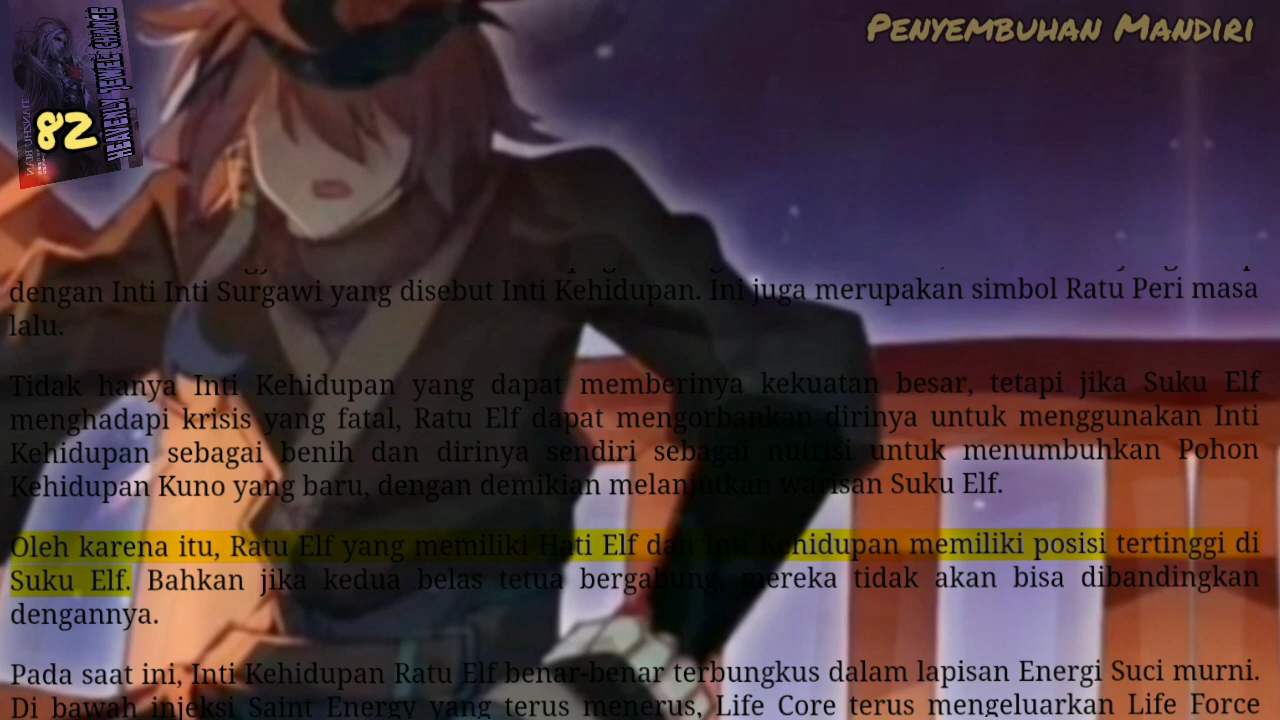 Penyembuhan Mandiri
HEAVENLY JEWEL CHANGE
82
dengan Inti Inti Surgawi yang disebut Inti Kehidupan. Ini juga merupakan simbol Ratu Peri masa
lalu.
Tidak hanya Inti Kehidupan yang dapat memberinya kekuatan besar, tetapi jika Suku Elf
menghadapi krisis yang fatal, Ratu Elf dapat mengorbankan dirinya untuk menggunakan Inti
Kehidupan sebagai benih dan dirinya sendiri sebagai nutrisi untuk menumbuhkan Pohon
Kehidupan Kuno yang baru, dengan demikian melanjutkan warisan Suku Elf.
Oleh karena itu, Ratu Elf yang memiliki Hati Elf dan Inti Kehidupan memiliki posisi tertinggi di
Suku Elf. Bahkan jika kedua belas tetua bergabung, mereka tidak akan bisa dibandingkan
dengannya.
Pada saat ini, Inti Kehidupan Ratu Elf benar-benar terbungkus dalam lapisan Energi Suci murni.
Di bawah injeksi Saint Energy yang terus menerus, Life Core terus mengeluarkan Life Force